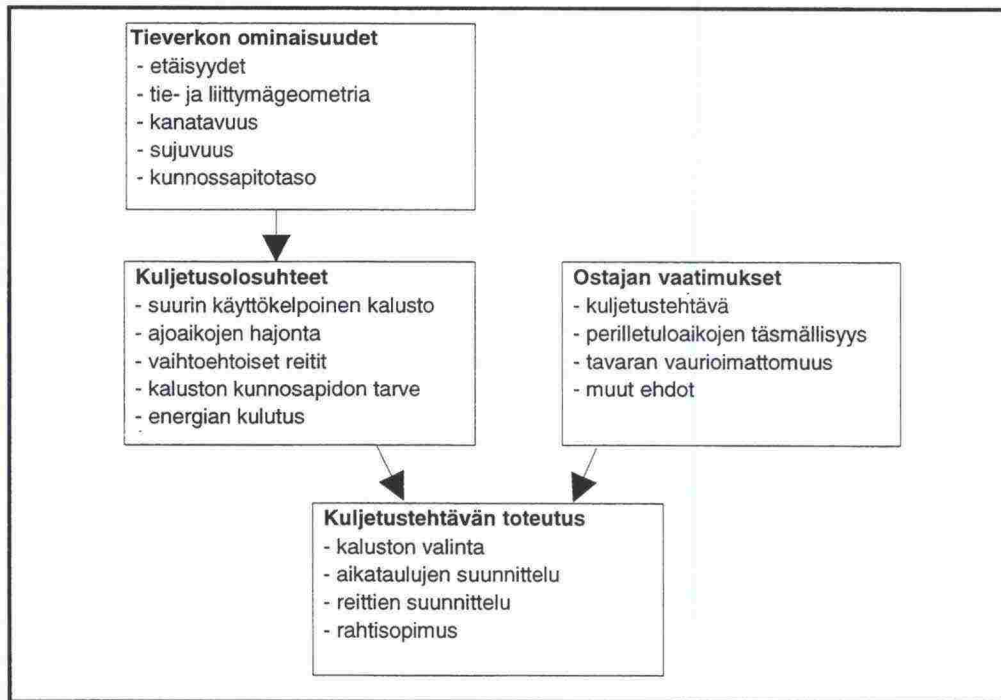 Tieverkon ominaisuudet
- etäisyydet
- tie- ja liittymägeometria
- kanatavuus
- sujuvuus
- kunnossapitotaso
Kuljetusolosuhteet
- suurin käyttökelpoinen kalusto
- ajoaikojen hajonta
- vaihtoehtoiset reitit
- kaluston kunnosapidon tarve
- energian kulutus
Ostajan vaatimukset
- kuljetustehtävä
- perilletuloaikojen täsmällisyys
- tavaran vaurioimattomuus
- muut ehdot
Kuljetustehtävän toteutus
- kaluston valinta
- aikataulujen suunnittelu
- reittien suunnittelu
- rahtisopimus